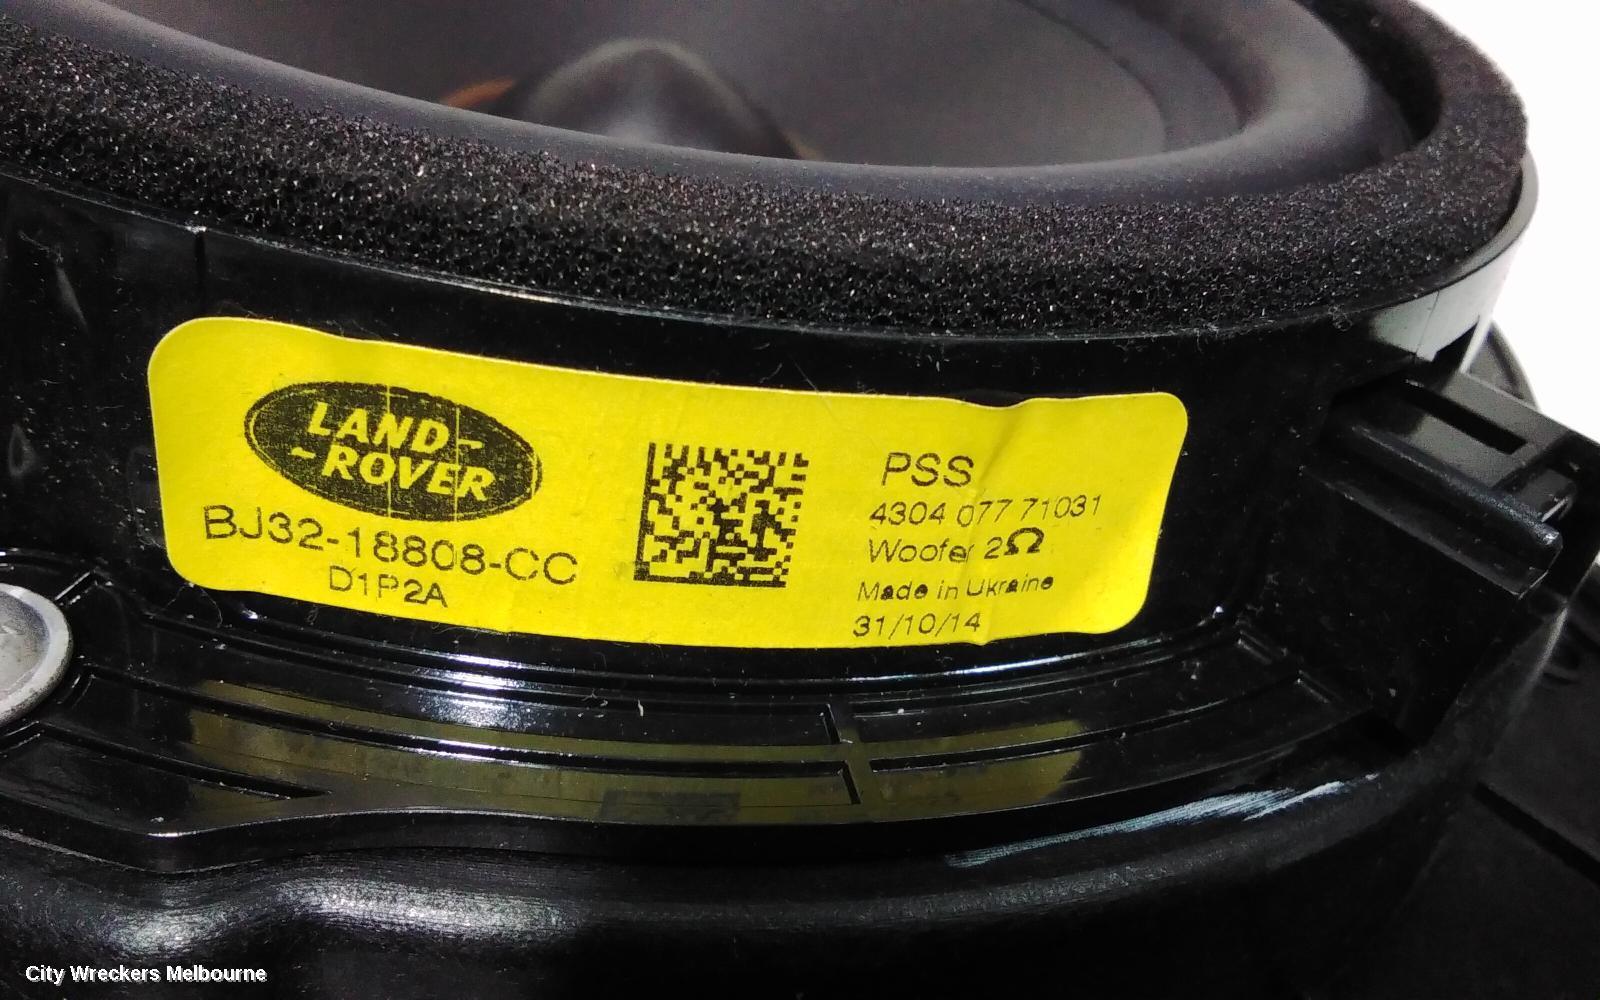 LAND-
-ROVER
BJ32-18808-CC
D1P2A
PSS
4304 077 71031
Woofer 2Ω
Made in Ukraine
31/10/14
City Wreckers Melbourne